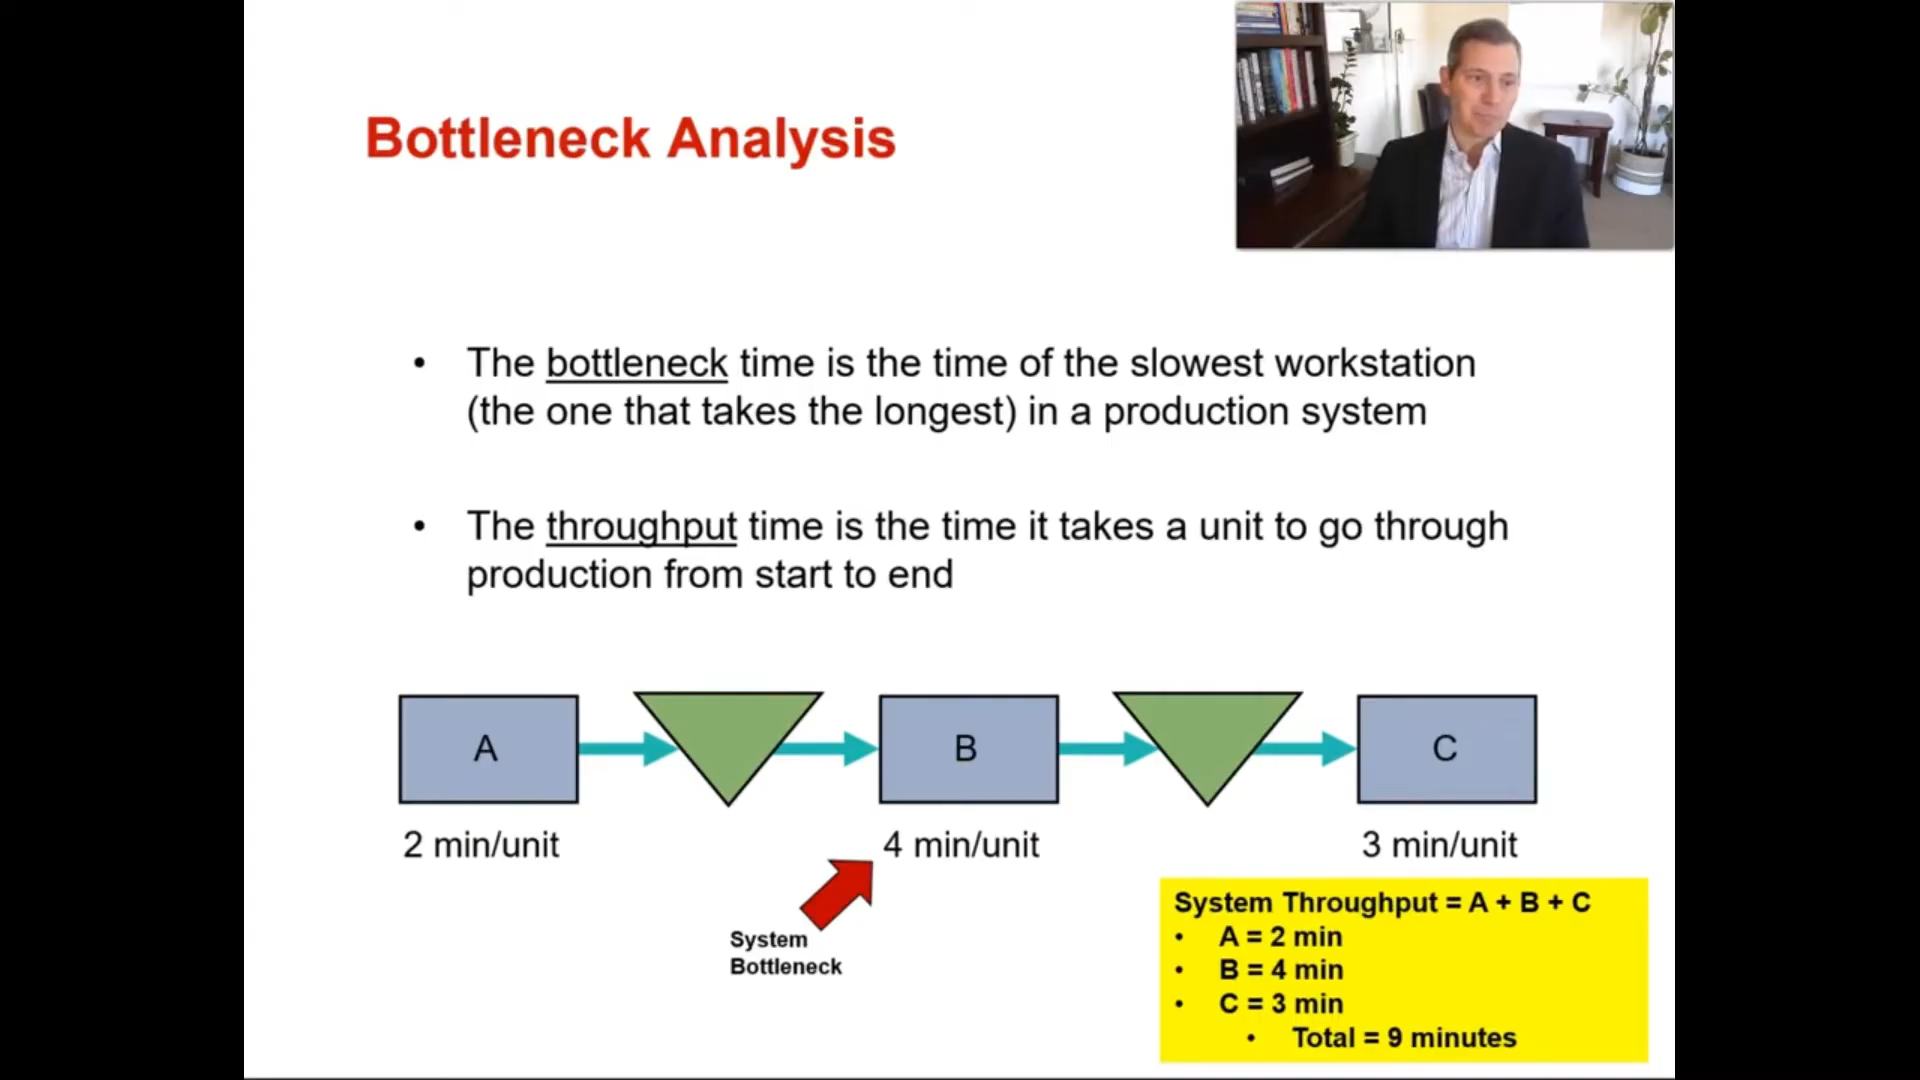 Bottleneck Analysis
• The bottleneck time is the time of the slowest workstation
(the one that takes the longest) in a production system
• The throughput time is the time it takes a unit to go through
production from start to end
A
B
C
2 min/unit
4 min/unit
3 min/unit
System
Bottleneck
System Throughput = A + B + C
• A = 2 min
• B = 4 min
• C = 3 min
• Total = 9 minutes